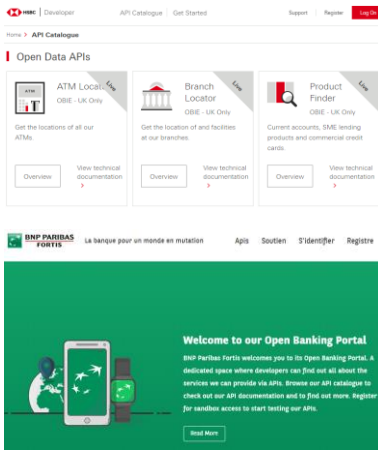 HSBC | Developer API Catalogue Get Started Support Register Log On
Home > API Catalogue
Open Data APIs
ATM Locat
Live
OBIE - UK Only
Get the locations of all our
ATMs.
Overview
View technical
documentation
>
Branch
Locator
Live
OBIE - UK Only
Get the location of and facilities
at our branches.
Overview
View technical
documentation
>
Product
Finder
Live
OBIE - UK Only
Current accounts, SME lending
products and commercial credit
cards
Overview
View technical
documentation
>
BNP PARIBAS
FORTIS
La banque pour un monde en mutation Apis Soutien S'identifier Registre
Welcome to our Open Banking Portal
BNP Paribas Fortis welcomes you to its Open Banking Portal. A
dedicated space where developers can find out all about the
services we can provide via APIs. Browse our API catalogue to
check out our API documentation and to find out more. Register
for sandbox access to start testing our APIs.
Read More